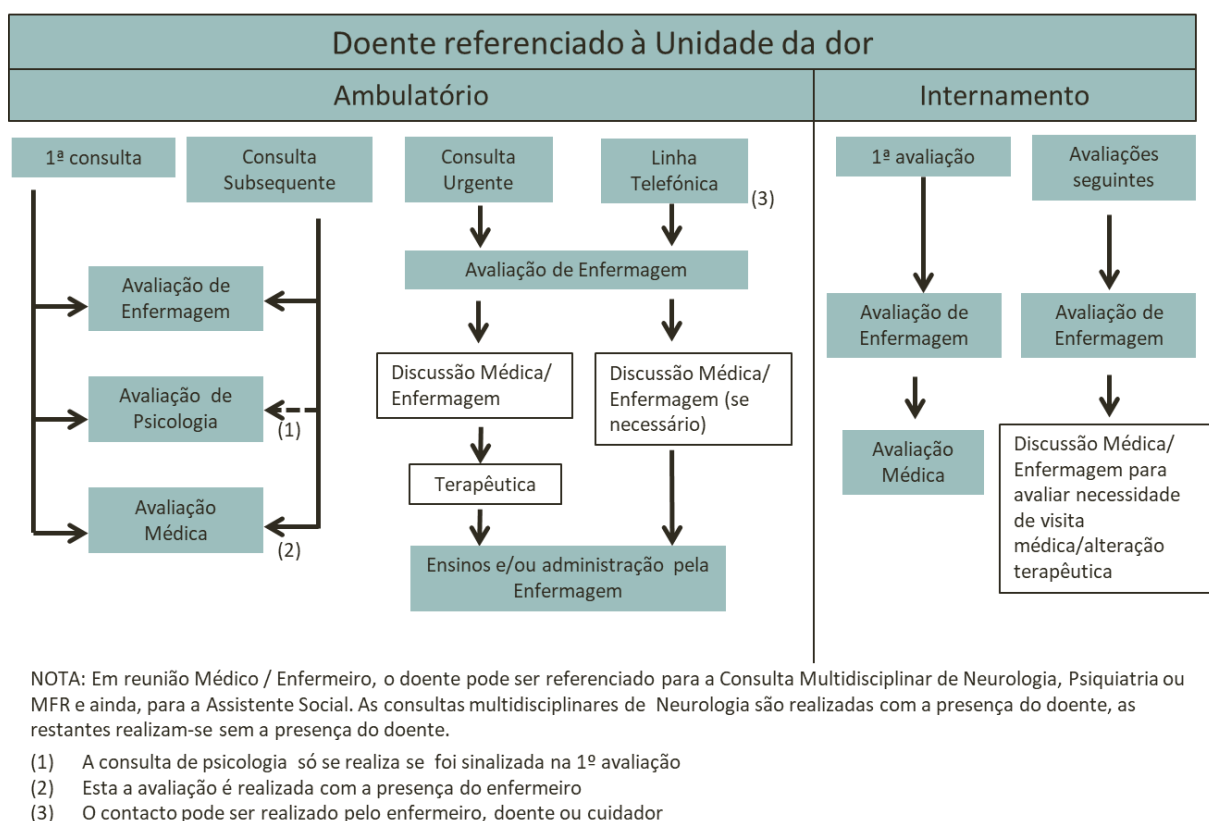 Doente referenciado à Unidade da dor
Ambulatório
Internamento
1ª consulta
Consulta
Subsequente
Consulta
Urgente
Linha
Telefónica
(3)
1ª avaliação
Avaliações
seguintes
Avaliação de
Enfermagem
Avaliação de
Psicologia
(1)
Avaliação
Médica
(2)
Avaliação de Enfermagem
Discussão Médica/
Enfermagem
Discussão Médica/
Enfermagem (se
necessário)
Terapêutica
Ensinos e/ou administração pela
Enfermagem
Avaliação de
Enfermagem
Avaliação
Médica
Avaliação de
Enfermagem
Discussão Médica/
Enfermagem para
avaliar necessidade
de visita
médica/alteração
terapêutica
NOTA: Em reunião Médico / Enfermeiro, o doente pode ser referenciado para a Consulta Multidisciplinar de Neurologia, Psiquiatria ou
MFR e ainda, para a Assistente Social. As consultas multidisciplinares de Neurologia são realizadas com a presença do doente, as
restantes realizam-se sem a presença do doente.
(1) A consulta de psicologia só se realiza se foi sinalizada na 1º avaliação
(2) Esta a avaliação é realizada com a presença do enfermeiro
(3) O contacto pode ser realizado pelo enfermeiro, doente ou cuidador